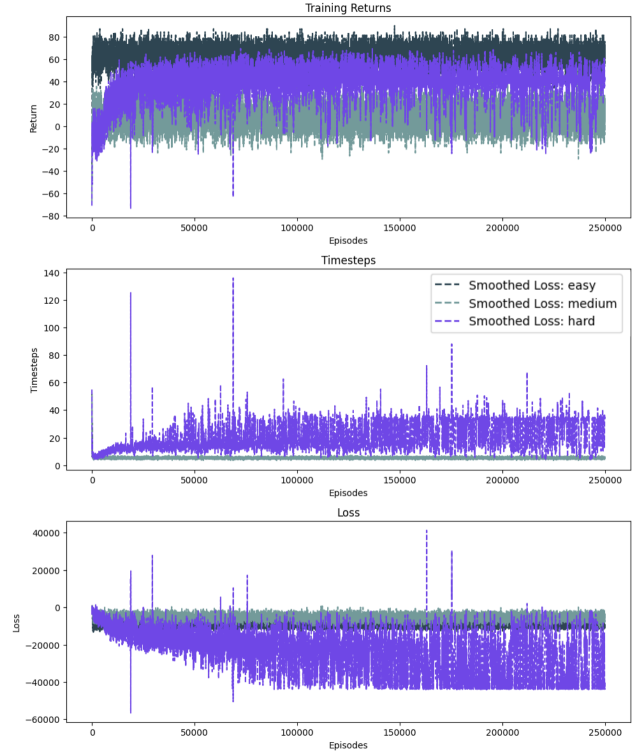 Training Returns
80
60
40
20
0
−20
−40
−60
−80
Return
0 50000 100000 150000 200000 250000
Episodes
Timesteps
140
120
100
80
60
40
20
0
Timesteps
Smoothed Loss: easy
Smoothed Loss: medium
Smoothed Loss: hard
0 50000 100000 150000 200000 250000
Episodes
Loss
40000
20000
0
−20000
−40000
−60000
Loss
0 50000 100000 150000 200000 250000
Episodes